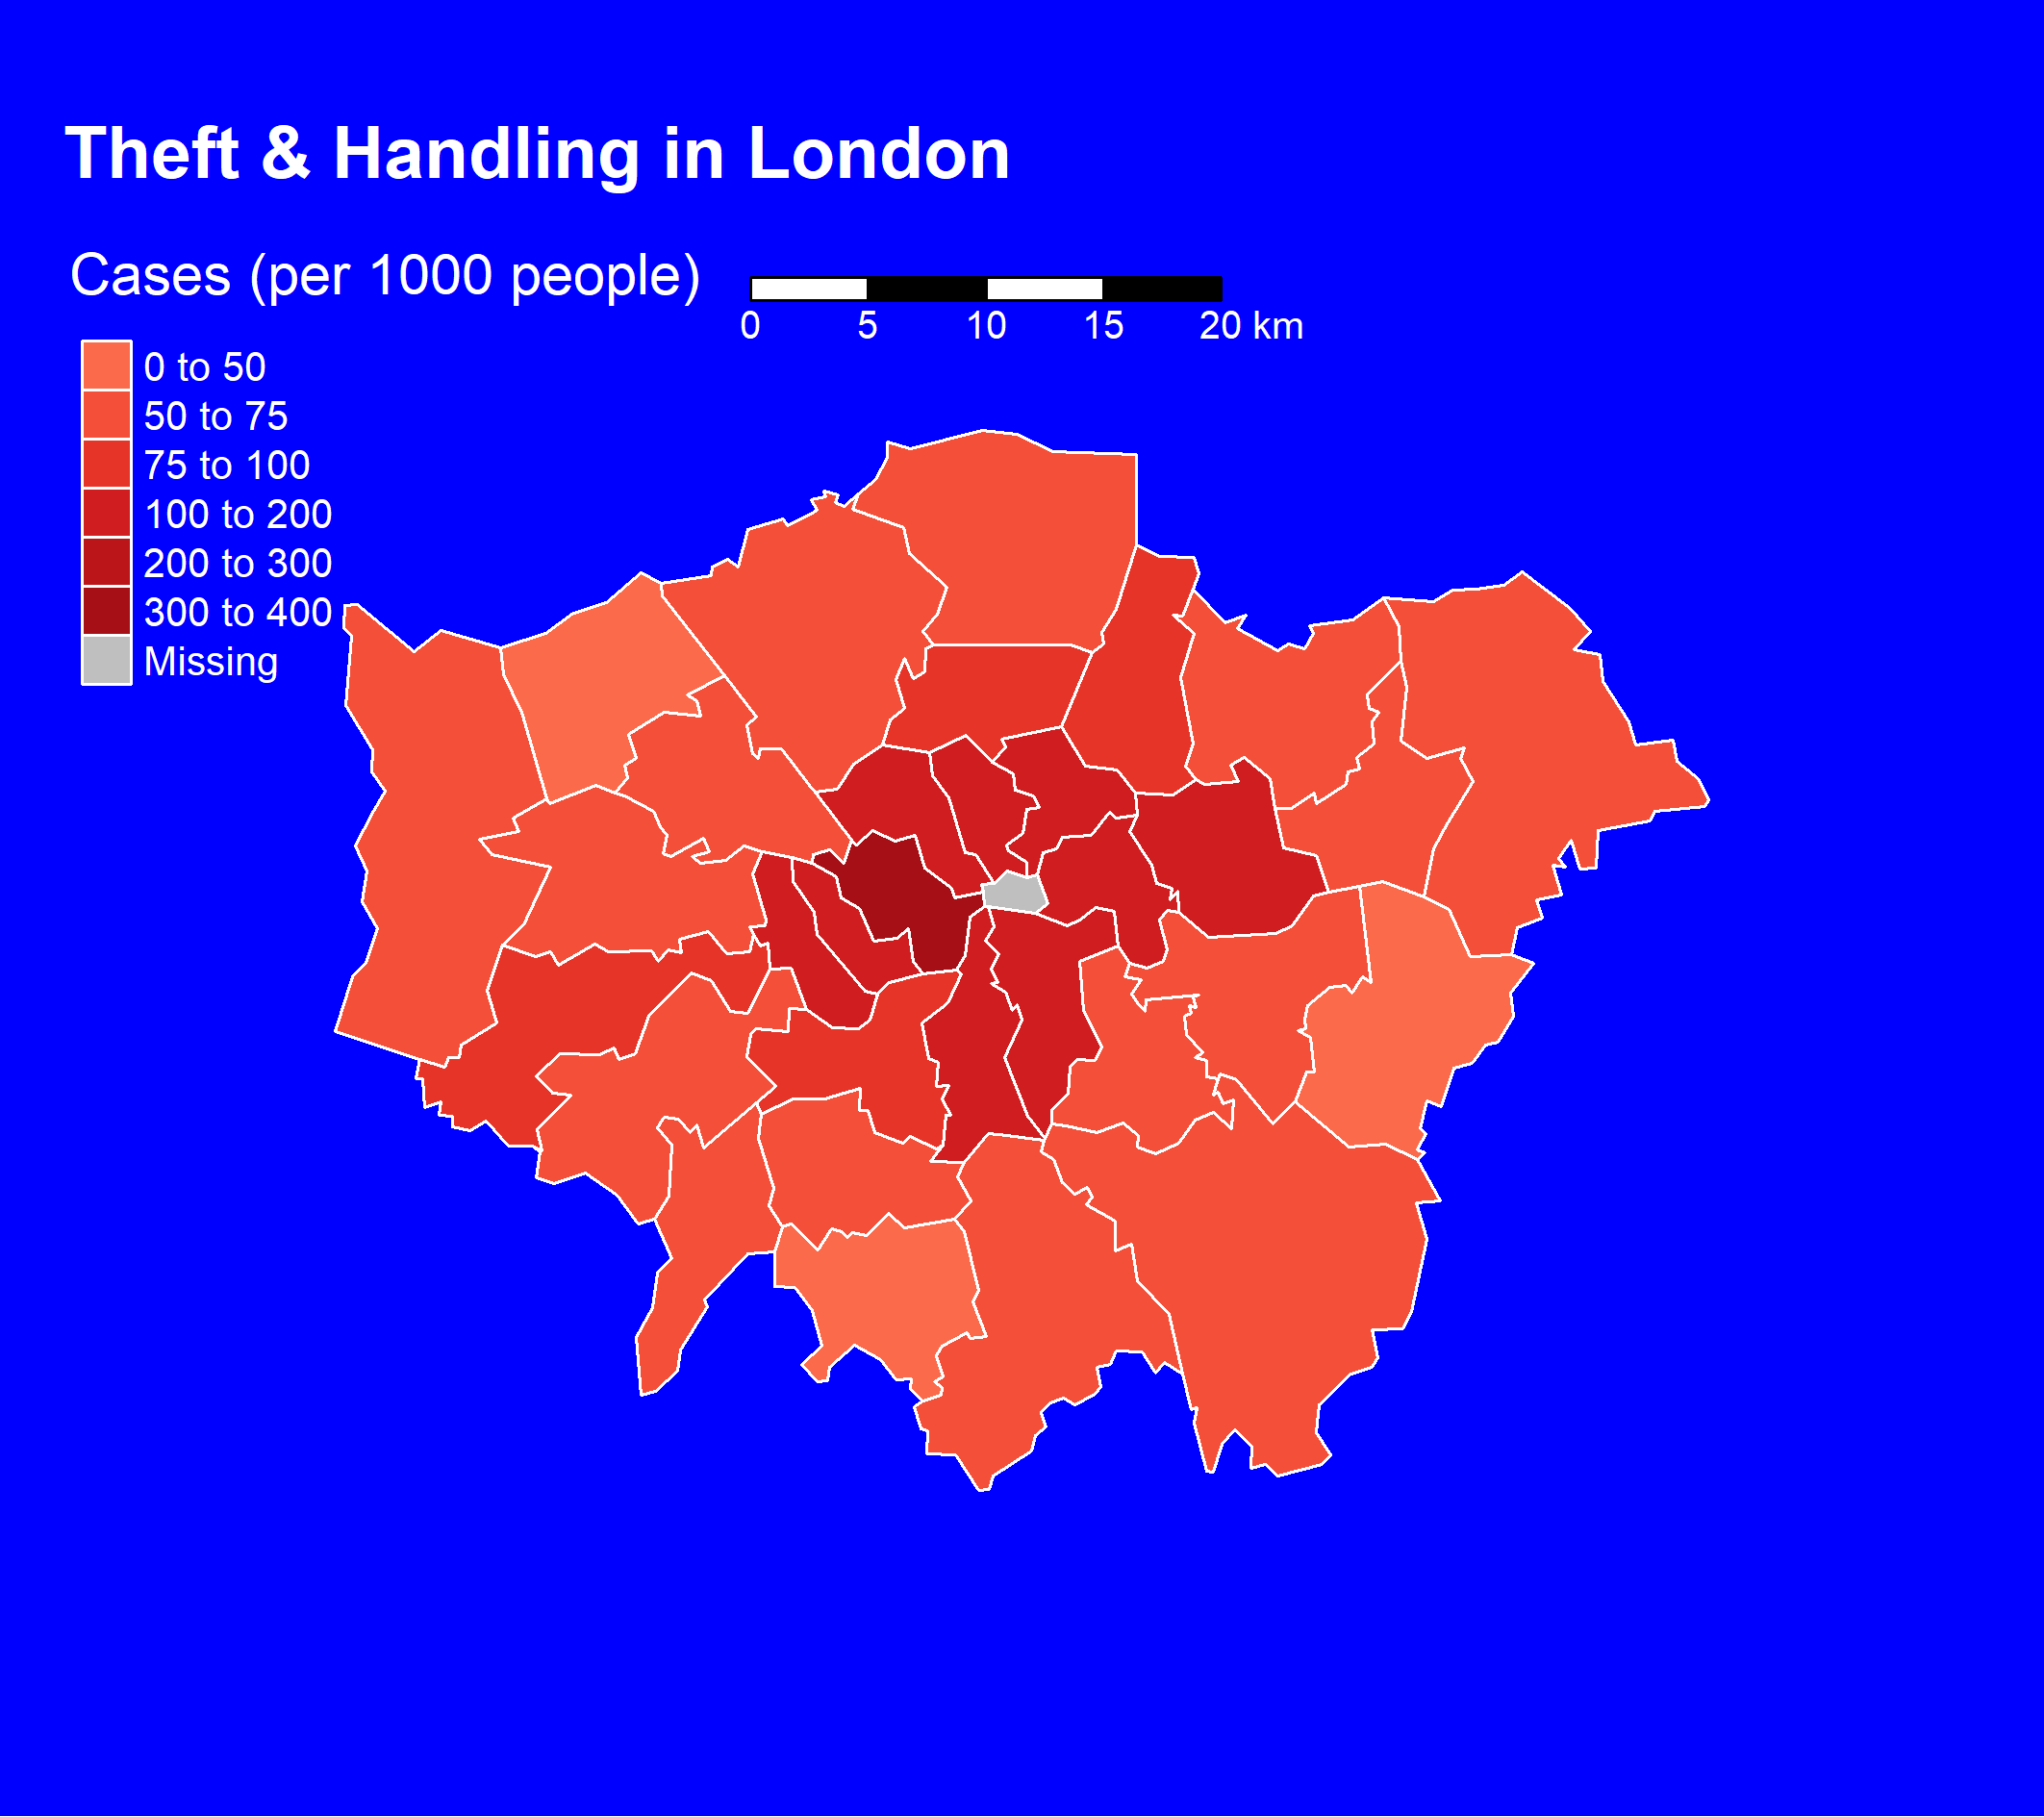 Theft & Handling in London
Cases (per 1000 people)
0 5 10 15 20 km
0 to 50
50 to 75
75 to 100
100 to 200
200 to 300
300 to 400
Missing